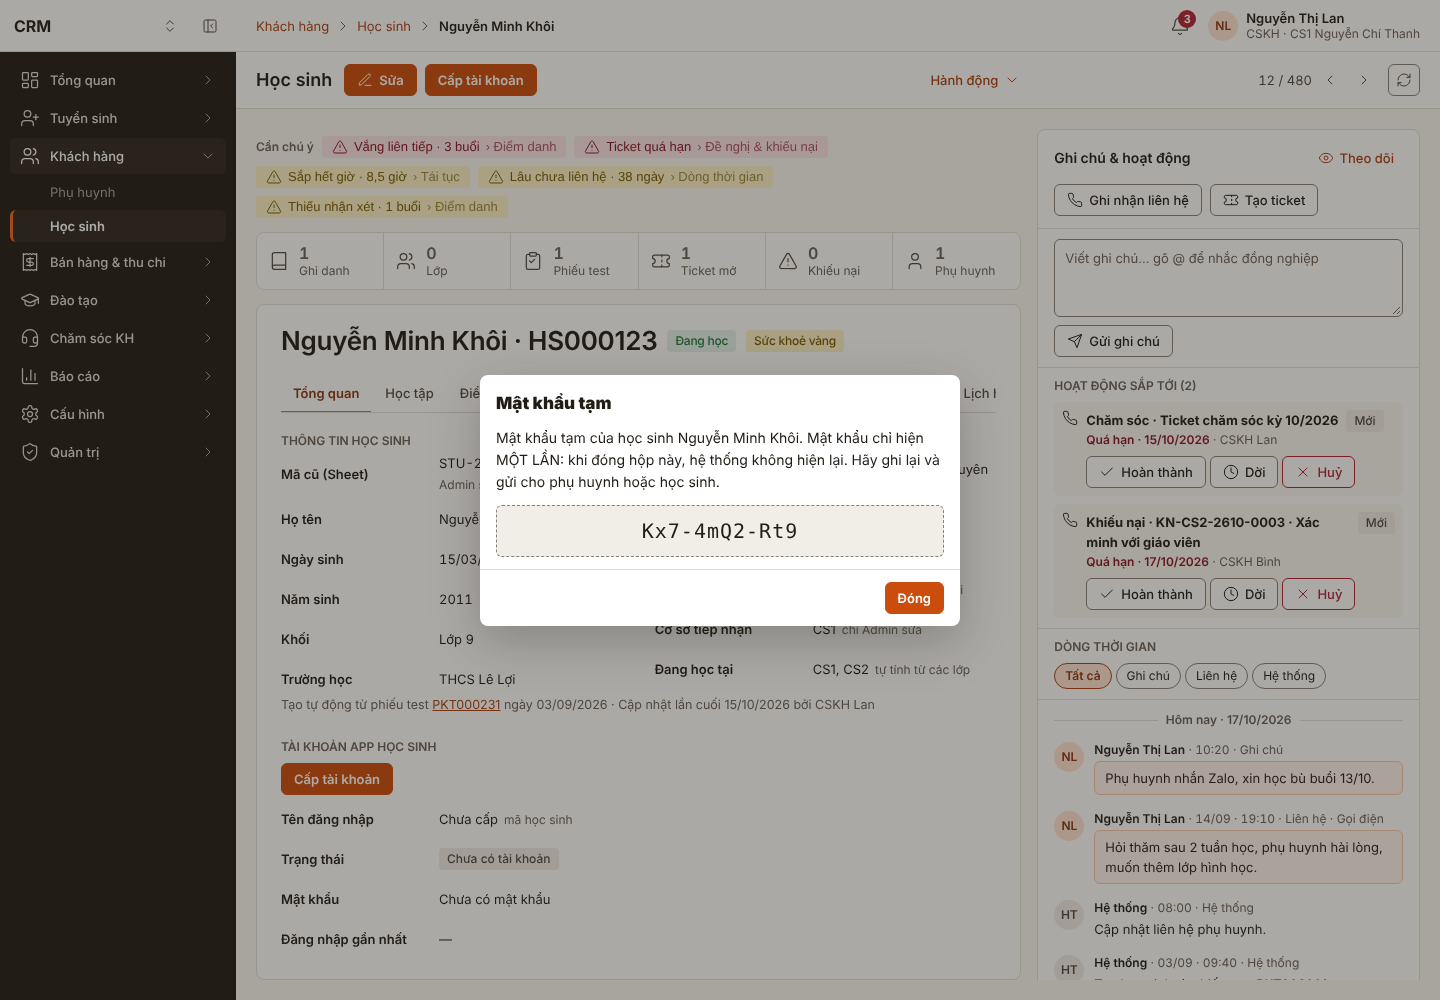 CRM
Khách hàng > Học sinh > Nguyễn Minh Khôi
3
NL
Nguyễn Thị Lan
CSKH · CS1 Nguyễn Chí Thanh
Tổng quan
Tuyển sinh
Khách hàng
Phụ huynh
Học sinh
Bán hàng & thu chi
Đào tạo
Chăm sóc KH
Báo cáo
Cấu hình
Quản trị
Học sinh
Sửa
Cấp tài khoản
Hành động
12 / 480
Cần chú ý
Vắng liên tiếp · 3 buổi › Điểm danh
Ticket quá hạn › Đề nghị & khiếu nại
Sắp hết giờ · 8,5 giờ › Tái tục
Lâu chưa liên hệ · 38 ngày › Dòng thời gian
Thiếu nhận xét · 1 buổi › Điểm danh
1
Ghi danh
0
Lớp
1
Phiếu test
1
Ticket mở
0
Khiếu nại
1
Phụ huynh
Nguyễn Minh Khôi · HS000123
Đang học
Sức khoẻ vàng
Tổng quan
Học tập
Lịch
THÔNG TIN HỌC SINH
Mã cũ (Sheet)
STU-2
Admin
Họ tên
Ngày sinh
15/03/
Năm sinh
2011
Khối
Lớp 9
Trường học
THCS Lê Lợi
Cơ sở tiếp nhận
CS1 chỉ Admin sửa
Đang học tại
CS1, CS2 tự tính từ các lớp
Tạo tự động từ phiếu test PKT000231 ngày 03/09/2026 · Cập nhật lần cuối 15/10/2026 bởi CSKH Lan
TÀI KHOẢN APP HỌC SINH
Cấp tài khoản
Tên đăng nhập
Chưa cấp mã học sinh
Trạng thái
Chưa có tài khoản
Mật khẩu
Chưa có mật khẩu
Đăng nhập gần nhất
—
Mật khẩu tạm
Mật khẩu tạm của học sinh Nguyễn Minh Khôi. Mật khẩu chỉ hiện
MỘT LẦN: khi đóng hộp này, hệ thống không hiện lại. Hãy ghi lại và
gửi cho phụ huynh hoặc học sinh.
Kx7-4mQ2-Rt9
Đóng
Ghi chú & hoạt động
Theo dõi
Ghi nhận liên hệ
Tạo ticket
Viết ghi chú... gõ @ để nhắc đồng nghiệp
Gửi ghi chú
HOẠT ĐỘNG SẮP TỚI (2)
Chăm sóc · Ticket chăm sóc kỳ 10/2026
Mới
Quá hạn · 15/10/2026 · CSKH Lan
Hoàn thành
Dời
Huỷ
Khiếu nại · KN-CS2-2610-0003 · Xác
minh với giáo viên
Mới
Quá hạn · 17/10/2026 · CSKH Bình
Hoàn thành
Dời
Huỷ
DÒNG THỜI GIAN
Tất cả
Ghi chú
Liên hệ
Hệ thống
Hôm nay · 17/10/2026
NL
Nguyễn Thị Lan · 10:20 · Ghi chú
Phụ huynh nhắn Zalo, xin học bù buổi 13/10.
NL
Nguyễn Thị Lan · 14/09 · 19:10 · Liên hệ · Gọi điện
Hỏi thăm sau 2 tuần học, phụ huynh hài lòng,
muốn thêm lớp hình học.
HT
Hệ thống · 08:00 · Hệ thống
Cập nhật liên hệ phụ huynh.
HT
Hệ thống · 03/09 · 09:40 · Hệ thống